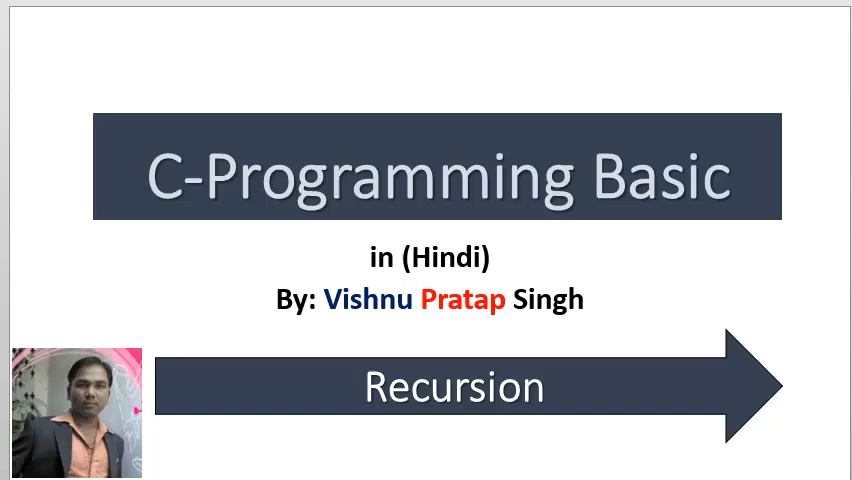 C-Programming Basic
in (Hindi)
By: Vishnu Pratap Singh
Recursion